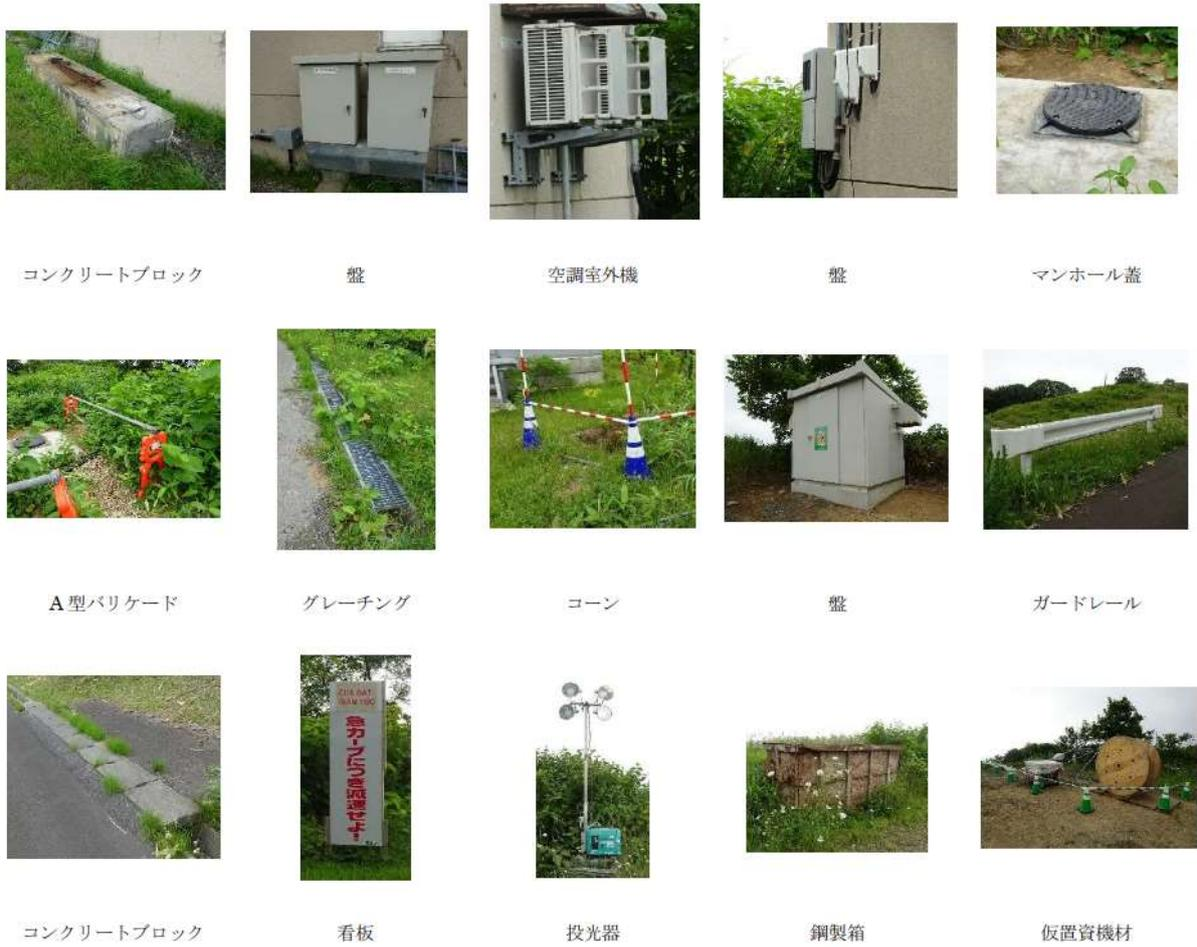 コンクリートブロック
盤
空調室外機
盤
マンホール蓋
A型バリケード
グレーチング
コーン
盤
ガードレール
急カーブにつき減速せよ!
コンクリートブロック
看板
投光器
鋼製箱
仮置資機材